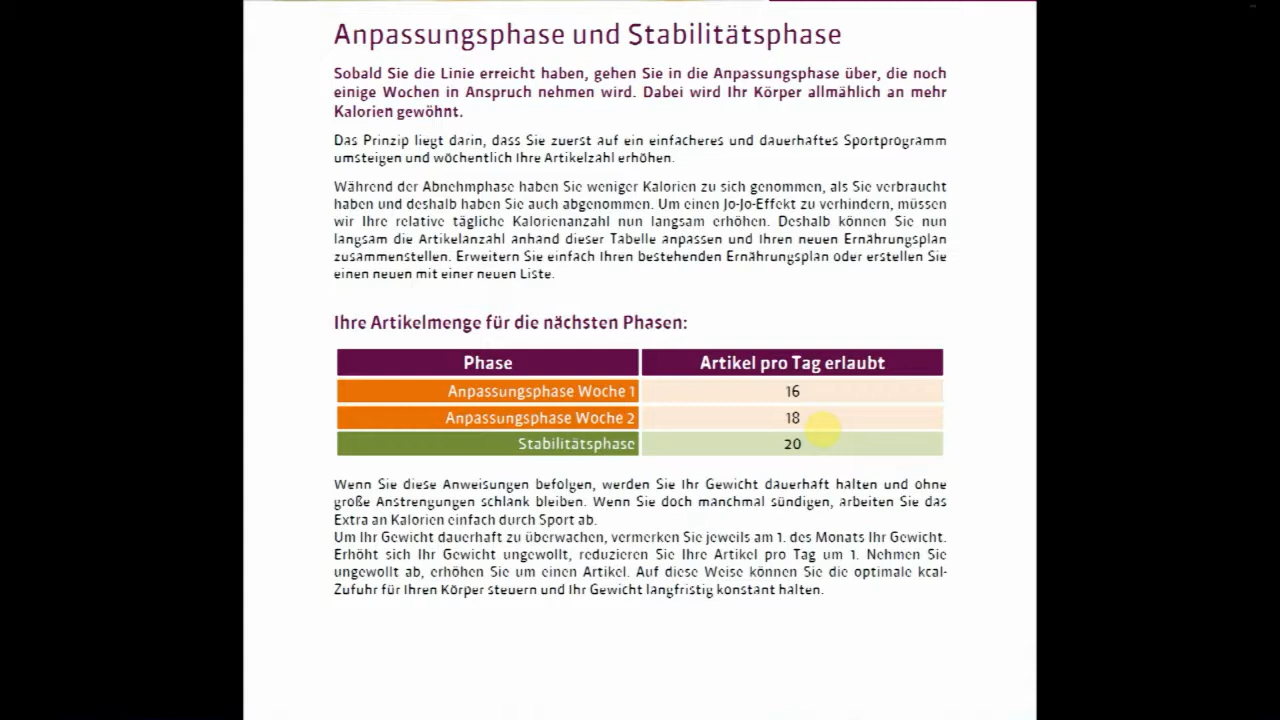 Anpassungsphase und Stabilitätsphase
Sobald Sie die Linie erreicht haben, gehen Sie in die Anpassungsphase über, die noch
einige Wochen in Anspruch nehmen wird. Dabei wird Ihr Körper allmählich an mehr
Kalorien gewöhnt.
Das Prinzip liegt darin, dass Sie zuerst auf ein einfacheres und dauerhaftes Sportprogramm
umsteigen und wöchentlich Ihre Artikelzahl erhöhen.
Während der Abnehmphase haben Sie weniger Kalorien zu sich genommen, als Sie verbraucht
haben und deshalb haben Sie auch abgenommen. Um einen Jo-Jo-Effekt zu verhindern, müssen
wir Ihre relative tägliche Kalorienanzahl nun langsam erhöhen. Deshalb können Sie nun
langsam die Artikelanzahl anhand dieser Tabelle anpassen und Ihren neuen Ernährungsplan
zusammenstellen. Erweitern Sie einfach Ihren bestehenden Ernährungsplan oder erstellen Sie
einen neuen mit einer neuen Liste.
Ihre Artikelmenge für die nächsten Phasen:
Phase Artikel pro Tag erlaubt
Anpassungsphase Woche 1 16
Anpassungsphase Woche 2 18
Stabilitätsphase 20
Wenn Sie diese Anweisungen befolgen, werden Sie Ihr Gewicht dauerhaft halten und ohne
große Anstrengungen schlank bleiben. Wenn Sie doch manchmal sündigen, arbeiten Sie das
Extra an Kalorien einfach durch Sport ab.
Um Ihr Gewicht dauerhaft zu überwachen, vermerken Sie jeweils am 1. des Monats Ihr Gewicht.
Erhöht sich Ihr Gewicht ungewollt, reduzieren Sie Ihre Artikel pro Tag um 1. Nehmen Sie
ungewollt ab, erhöhen Sie um einen Artikel. Auf diese Weise können Sie die optimale kcal-
Zufuhr für Ihren Körper steuern und Ihr Gewicht langfristig konstant halten.